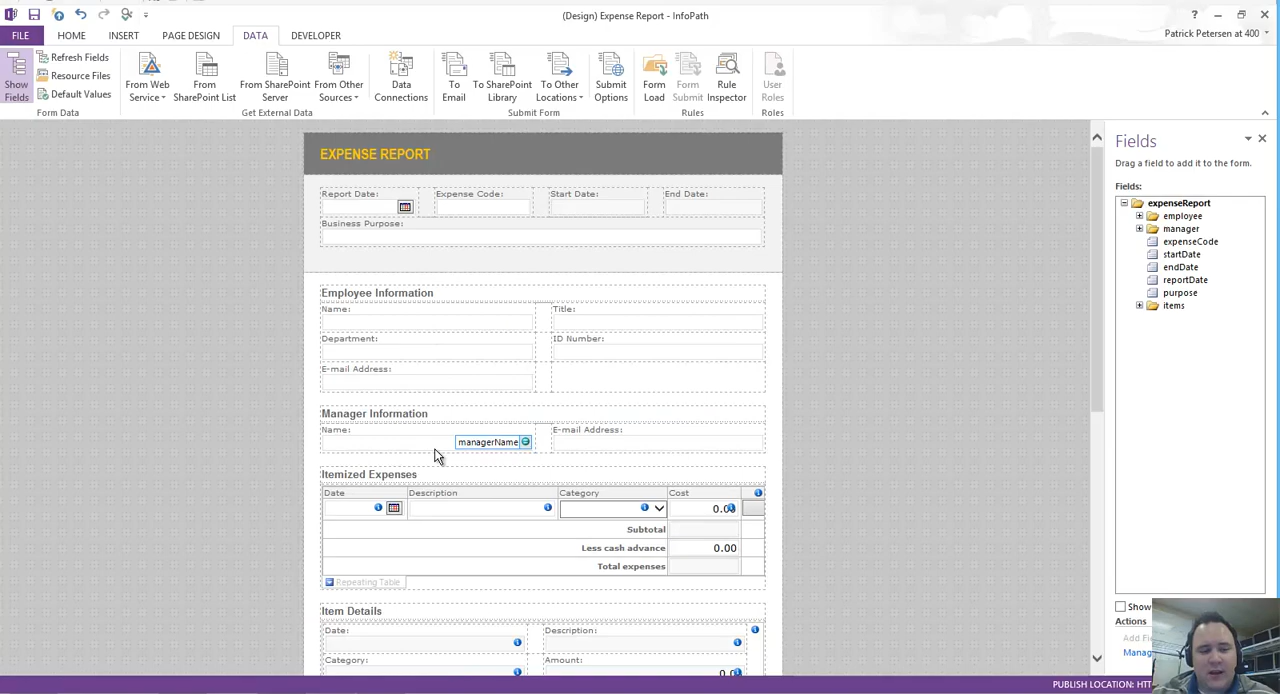 (Design) Expense Report - InfoPath
FILE HOME INSERT PAGE DESIGN DATA DEVELOPER
Patrick Petersen at 400
Show Fields
Refresh Fields
Resource Files
Default Values
From Web Service
From SharePoint List
From SharePoint Server
From Other Sources
Data Connections
To Email
To SharePoint Library
To Other Locations
Submit Options
Form Load
Form Submit
Rule Inspector
User Roles
Form Data Get External Data Submit Form Rules Roles
EXPENSE REPORT
Report Date: Expense Code: Start Date: End Date:
Business Purpose:
Employee Information
Name: Title:
Department: ID Number:
E-mail Address:
Manager Information
Name: E-mail Address:
managerName
Itemized Expenses
Date Description Category Cost
0.00
Subtotal
Less cash advance 0.00
Total expenses
Repeating Table
Item Details
Date: Description:
Category: Amount:
Fields
Drag a field to add it to the form.
Fields:
expenseReport
employee
manager
expenseCode
startDate
endDate
reportDate
purpose
items
Show
Actions
Add Fie
Manag
PUBLISH LOCATION: HT